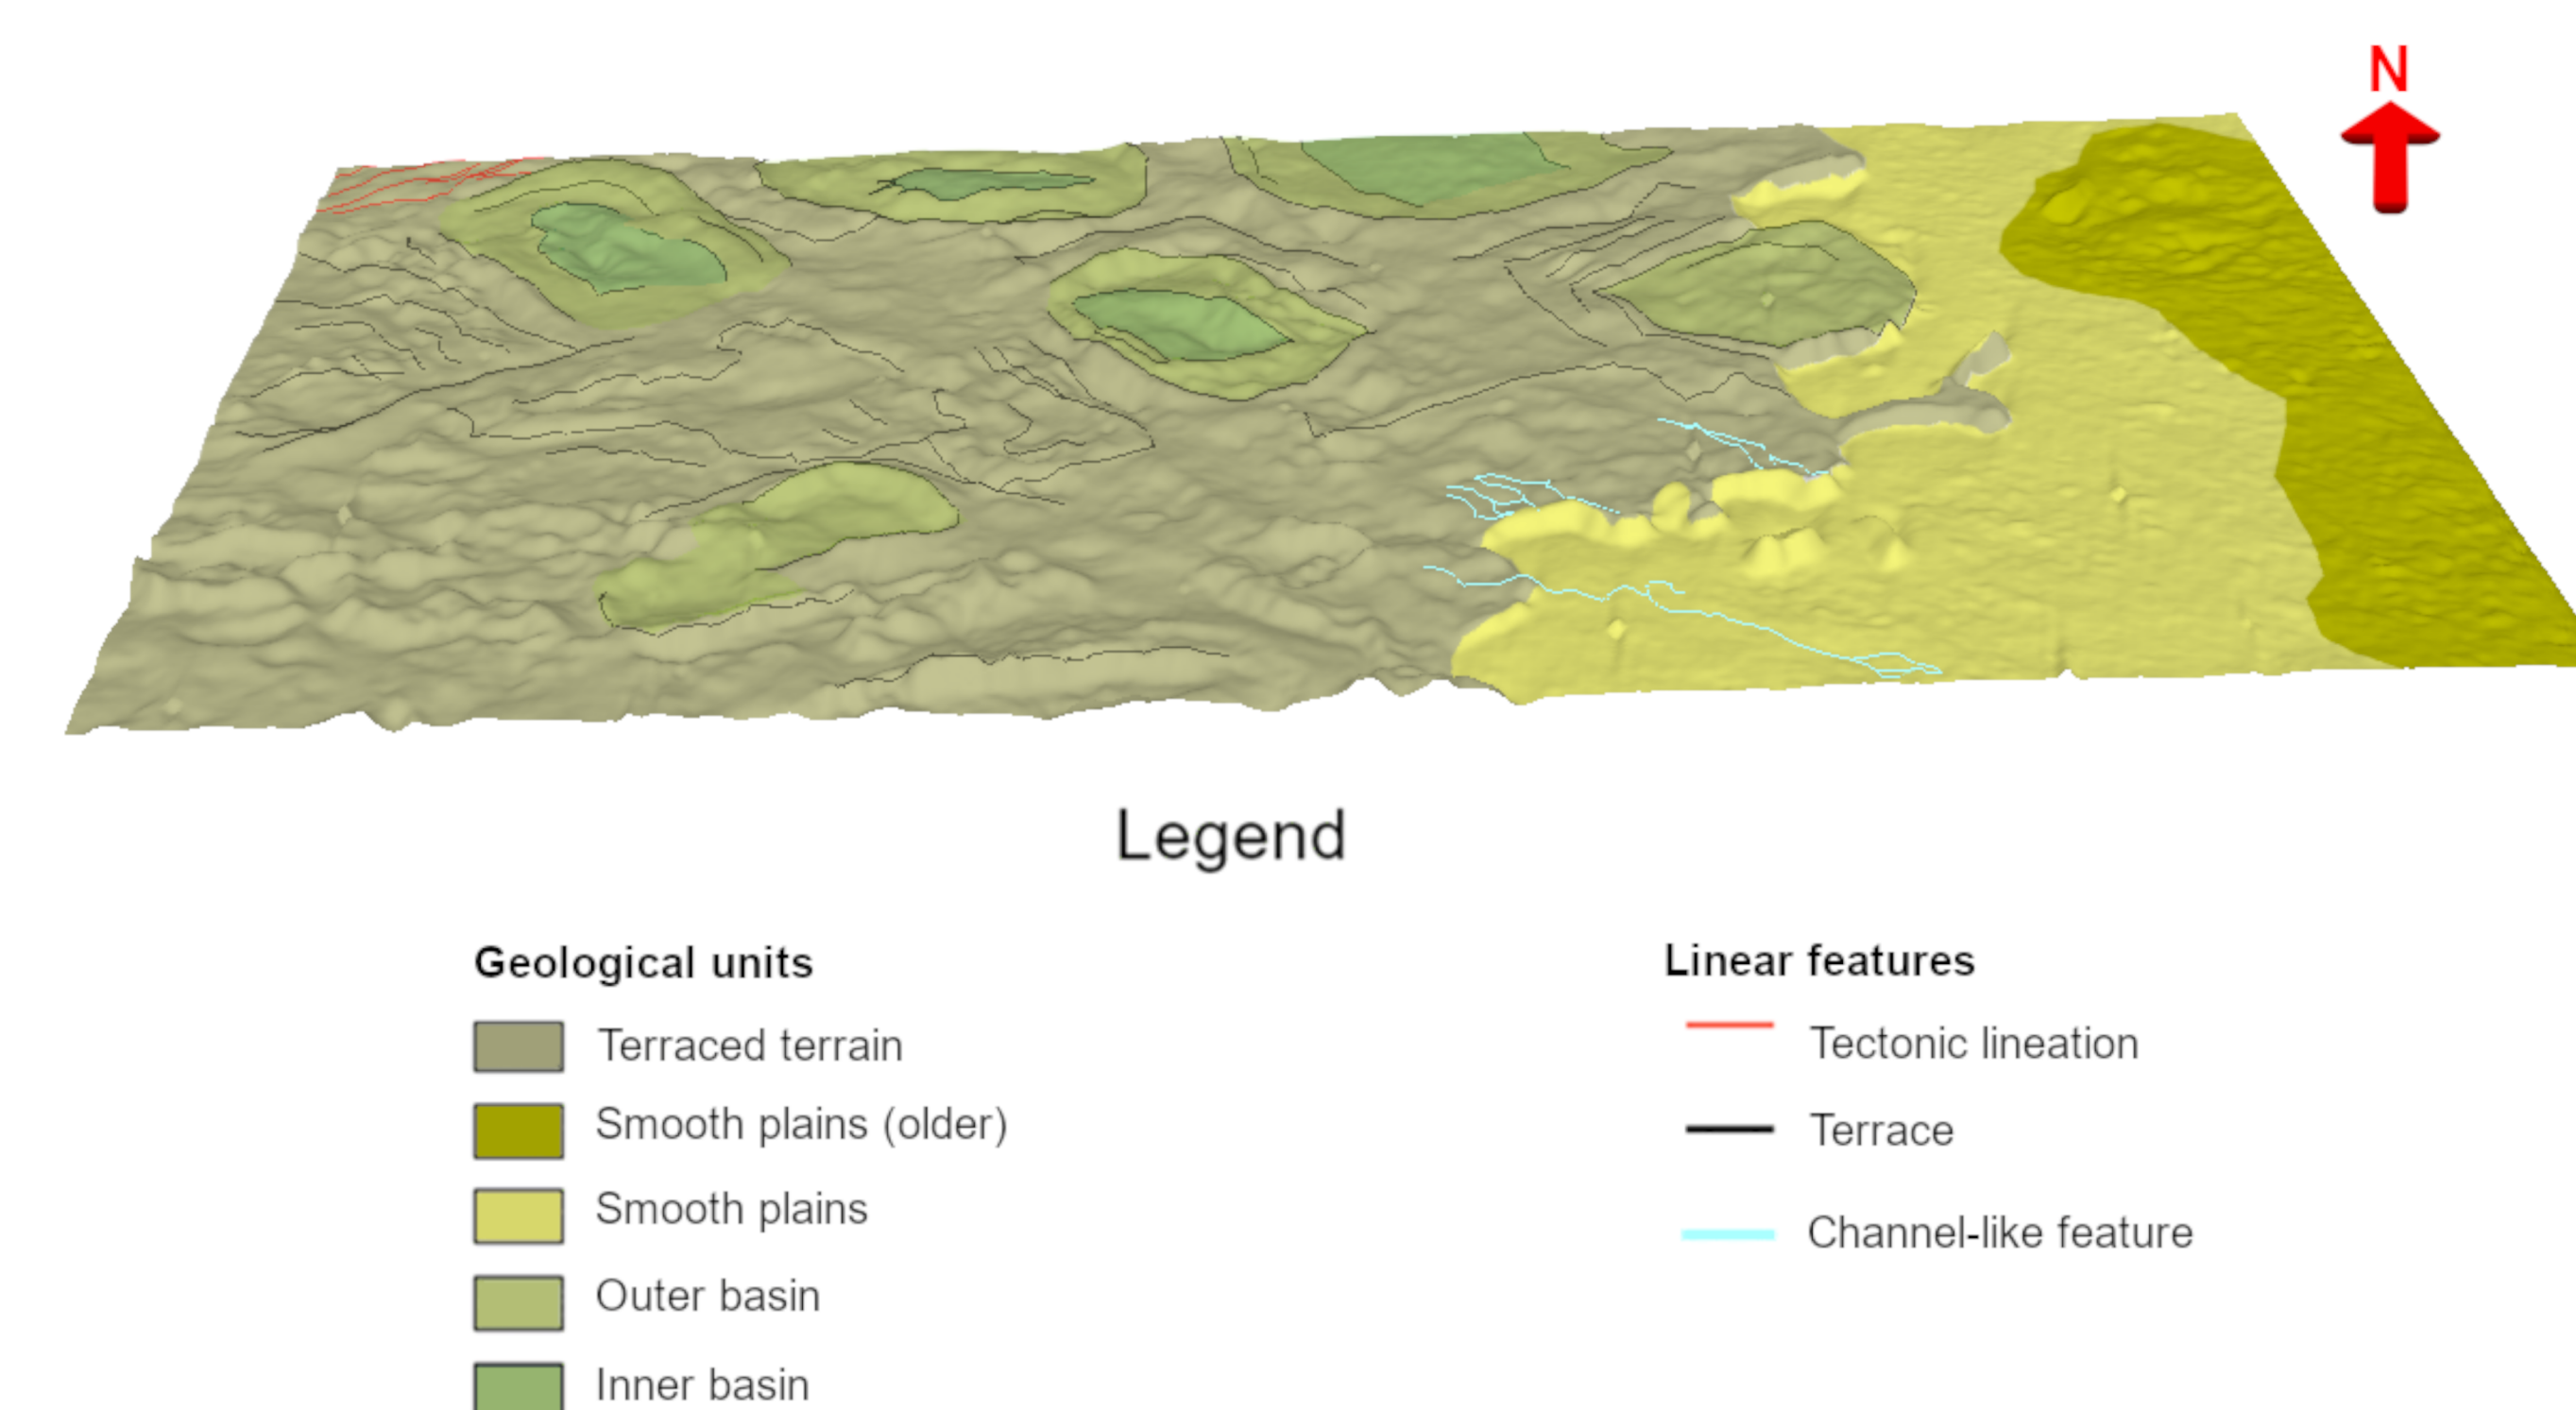 N
Legend
Geological units
Terraced terrain
Smooth plains (older)
Smooth plains
Outer basin
Inner basin
Linear features
Tectonic lineation
Terrace
Channel-like feature